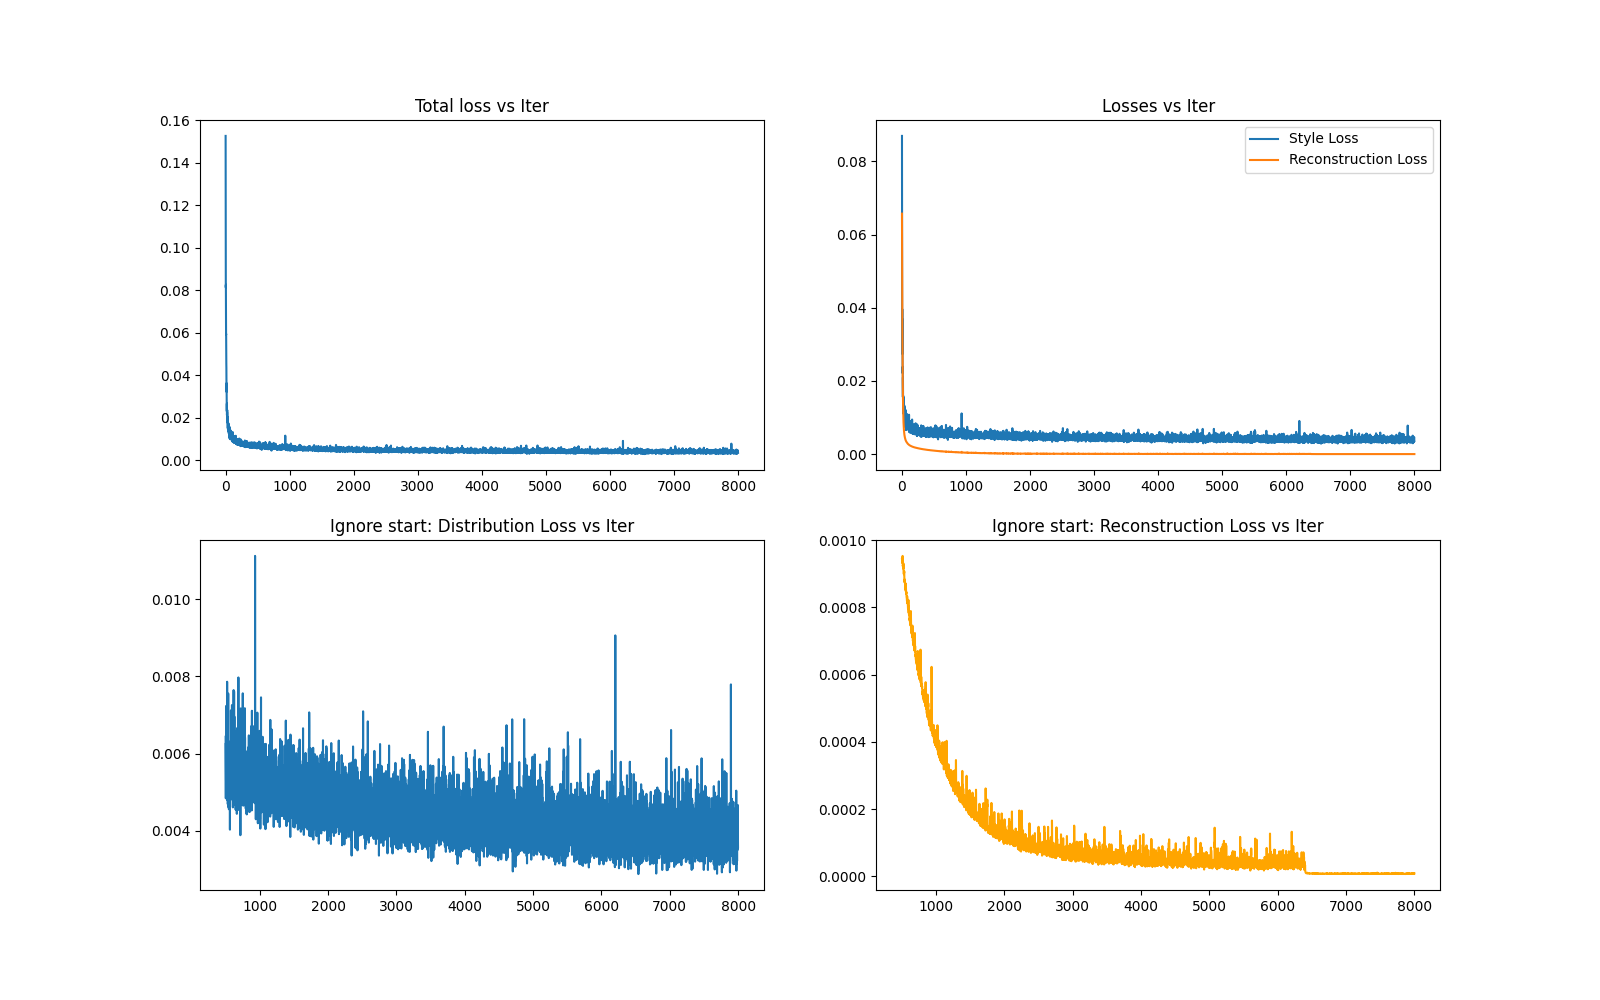 Total loss vs Iter
0.16
0.14
0.12
0.10
0.08
0.06
0.04
0.02
0.00
0 1000 2000 3000 4000 5000 6000 7000 8000
Losses vs Iter
Style Loss
Reconstruction Loss
0.08
0.06
0.04
0.02
0.00
0 1000 2000 3000 4000 5000 6000 7000 8000
Ignore start: Distribution Loss vs Iter
0.010
0.008
0.006
0.004
1000 2000 3000 4000 5000 6000 7000 8000
Ignore start: Reconstruction Loss vs Iter
0.0010
0.0008
0.0006
0.0004
0.0002
0.0000
1000 2000 3000 4000 5000 6000 7000 8000